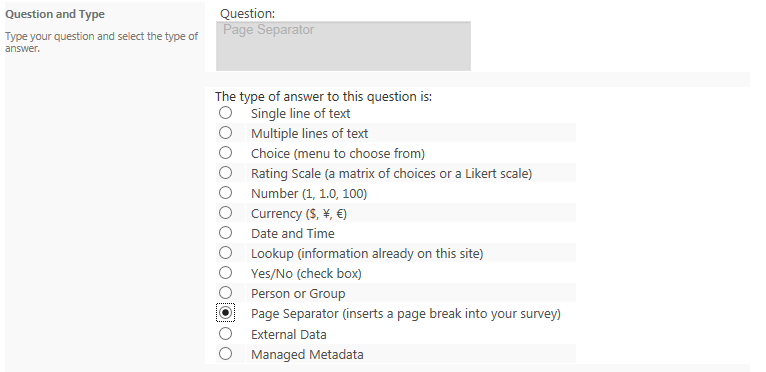 Question and Type
Type your question and select the type of
answer.
Question:
Page Separator
The type of answer to this question is:
Single line of text
Multiple lines of text
Choice (menu to choose from)
Rating Scale (a matrix of choices or a Likert scale)
Number (1, 1.0, 100)
Currency ($, ¥, €)
Date and Time
Lookup (information already on this site)
Yes/No (check box)
Person or Group
Page Separator (inserts a page break into your survey)
External Data
Managed Metadata